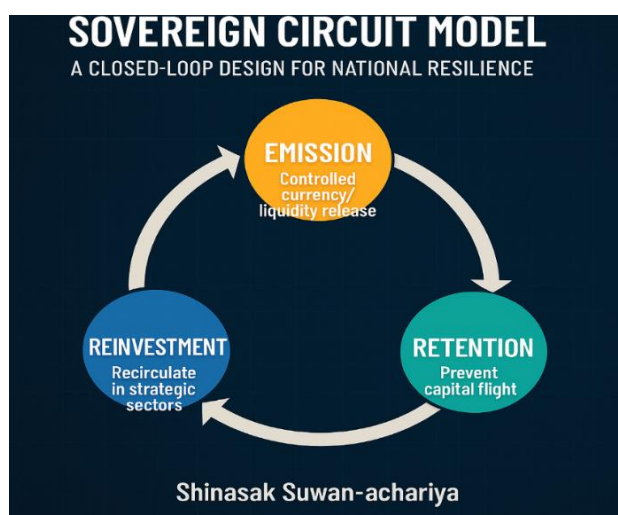 SOVEREIGN CIRCUIT MODEL
A CLOSED-LOOP DESIGN FOR NATIONAL RESILIENCE
EMISSION
Controlled
currency/
liquidity release
REINVESTMENT
Recirculate
in strategic
sectors
RETENTION
Prevent
capital flight
Shinasak Suwan-achariya